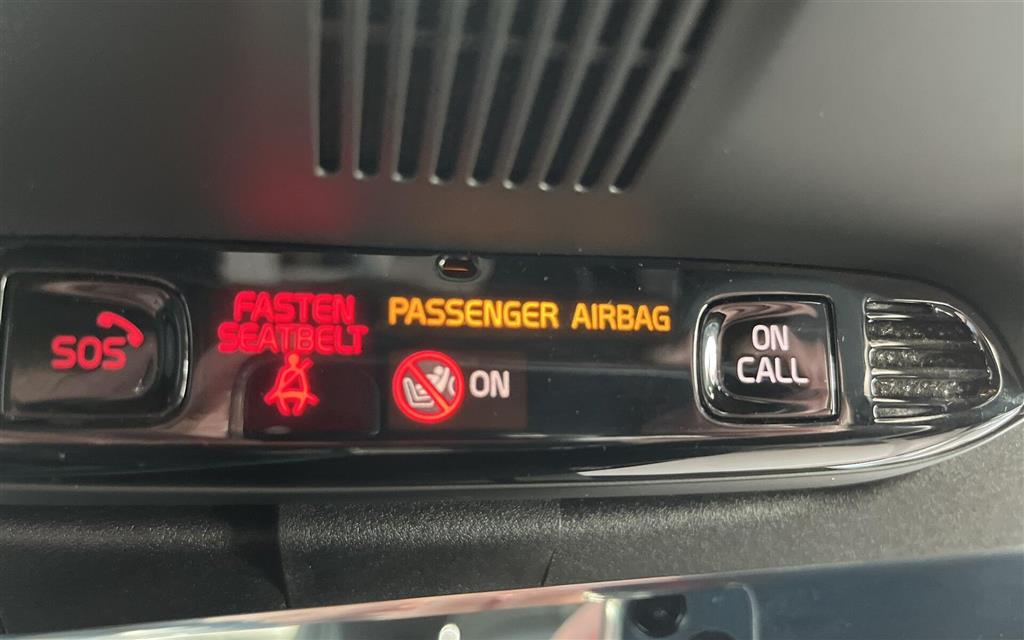 SOS
FASTEN
SEATBELT
PASSENGER AIRBAG
ON
ON
CALL